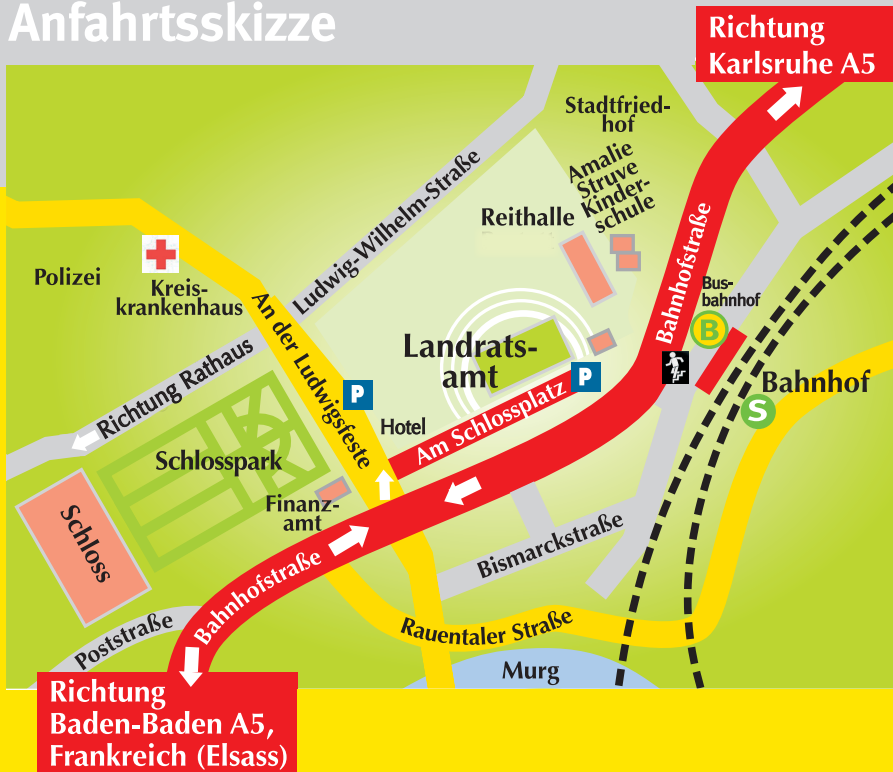 Anfahrtsskizze
Richtung
Karlsruhe A5
Stadtfried-
hof
Amalie
Struve
Kinder-
schule
Reithalle
Ludwig-Wilhelm-Straße
Polizei
Kreis-
krankenhaus
An der Ludwigsfeste
Bahnhofstraße
Bus-
bahnhof
B
Landrats-
amt
P
P
Bahnhof
S
Richtung Rathaus
Hotel
Am Schlossplatz
Schlosspark
Finanz-
amt
Schloss
Bismarckstraße
Bahnhofstraße
Rauentaler Straße
Poststraße
Murg
Richtung
Baden-Baden A5,
Frankreich (Elsass)